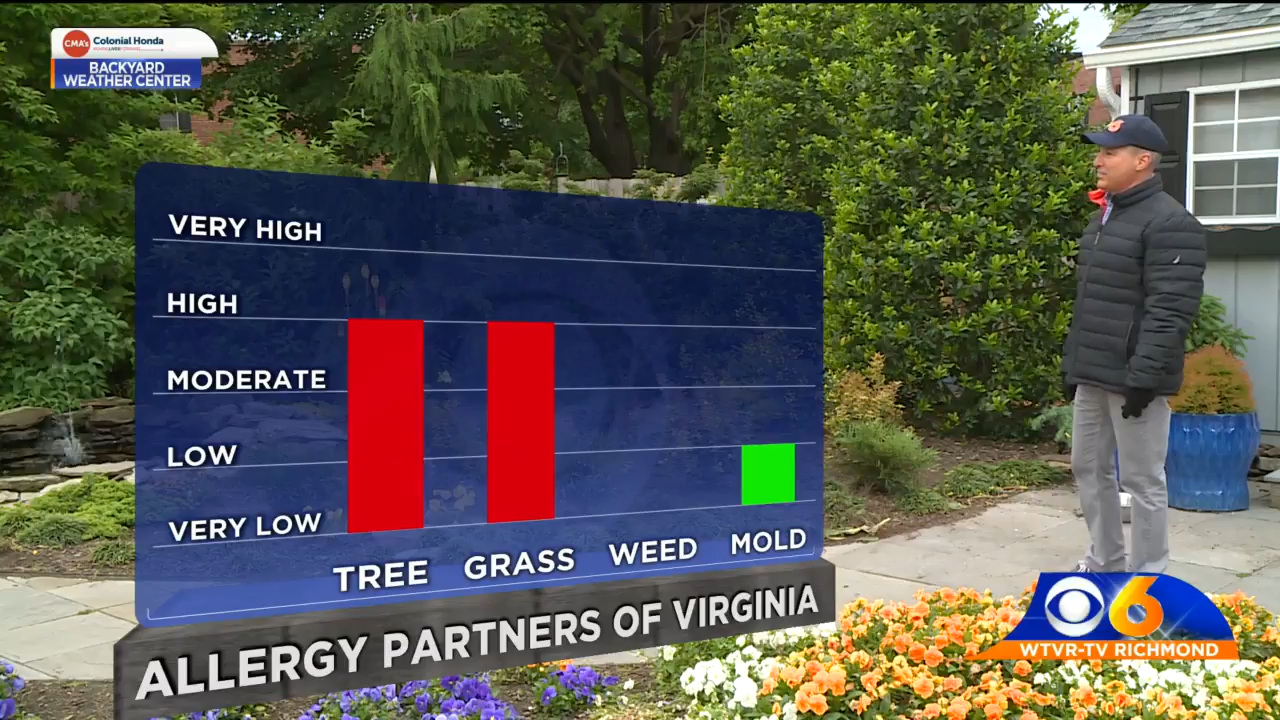 CMA's Colonial Honda
BACKYARD
WEATHER CENTER
VERY HIGH
HIGH
MODERATE
LOW
VERY LOW
TREE GRASS WEED MOLD
ALLERGY PARTNERS OF VIRGINIA
6
WTVR-TV RICHMOND